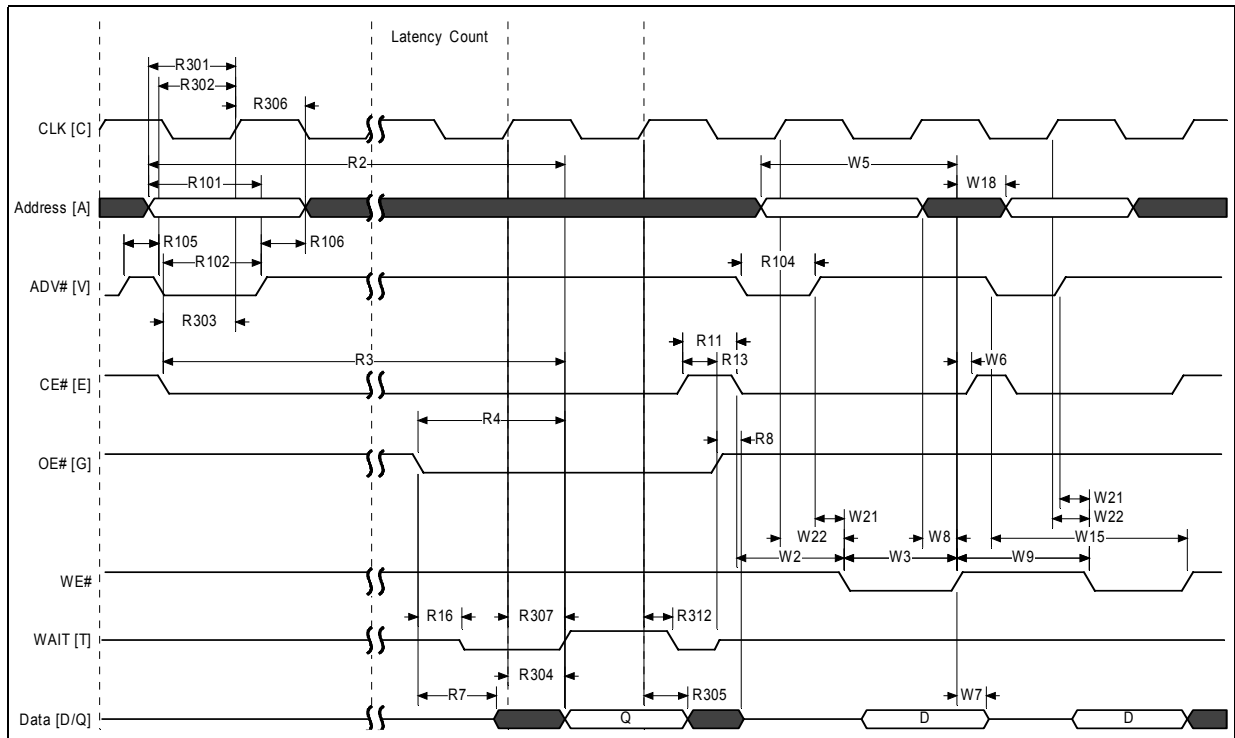 Latency Count
R301
R302
R306
CLK [C]
R2
W5
R101
W18
Address [A]
R105
R106
R102
R104
ADV# [V]
R303
R11
R3
R13
W6
CE# [E]
R4
R8
OE# [G]
W21
W21
W22
W22
W8
W15
W2
W3
W9
WE#
R16
R307
R312
WAIT [T]
R304
R7
R305
W7
Data [D/Q]
Q
D
D